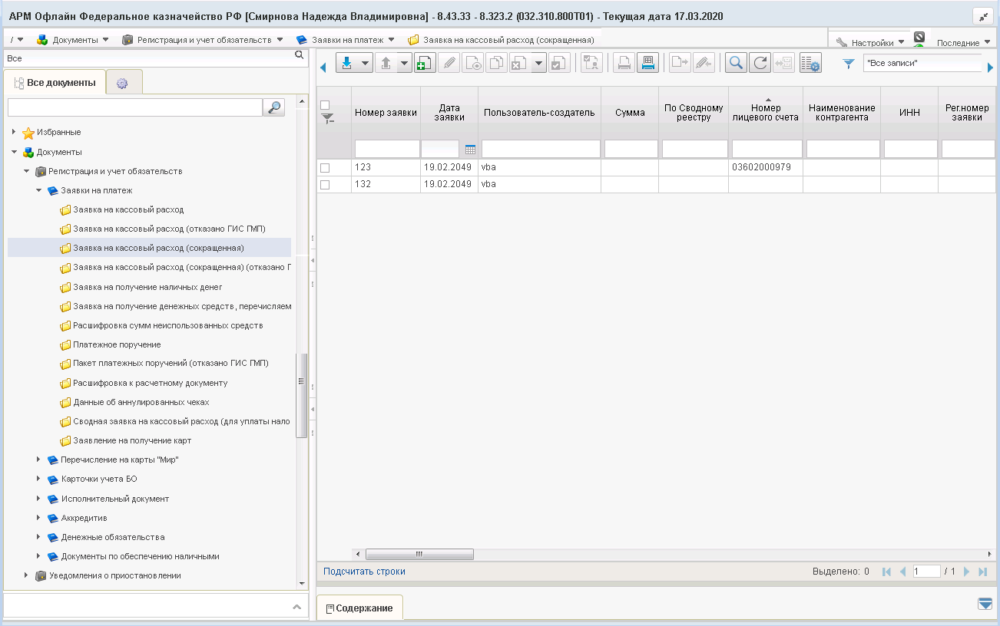 АРМ Офлайн Федеральное казначейство РФ [Смирнова Надежда Владимировна] - 8.43.33 - 8.323.2 (032.310.800T01) - Текущая дата 17.03.2020
/ Документы Регистрация и учет обязательств Заявки на платеж Заявка на кассовый расход (сокращенная) Настройки Последние
Все
"Все записи"
Все документы
Избранные
Документы
Регистрация и учет обязательств
Заявки на платеж
Заявка на кассовый расход
Заявка на кассовый расход (отказано ГИС ГМП)
Заявка на кассовый расход (сокращенная)
Заявка на кассовый расход (сокращенная) (отказано Г
Заявка на получение наличных денег
Заявка на получение денежных средств, перечисляем
Расшифровка сумм неиспользованных средств
Платежное поручение
Пакет платежных поручений (отказано ГИС ГМП)
Расшифровка к расчетному документу
Данные об аннулированных чеках
Сводная заявка на кассовый расход (для уплаты нало
Заявление на получение карт
Перечисление на карты "Мир"
Карточки учета БО
Исполнительный документ
Аккредитив
Денежные обязательства
Документы по обеспечению наличными
Уведомления о приостановлении
Номер заявки
Дата
заявки
Пользователь-создатель
Сумма
По Сводному
реестру
Номер
лицевого счета
Наименование
контрагента
ИНН
Рег.номер
заявки
123 19.02.2049 vba 03602000979
132 19.02.2049 vba
Подсчитать строки
Выделено: 0 1 / 1
Содержание